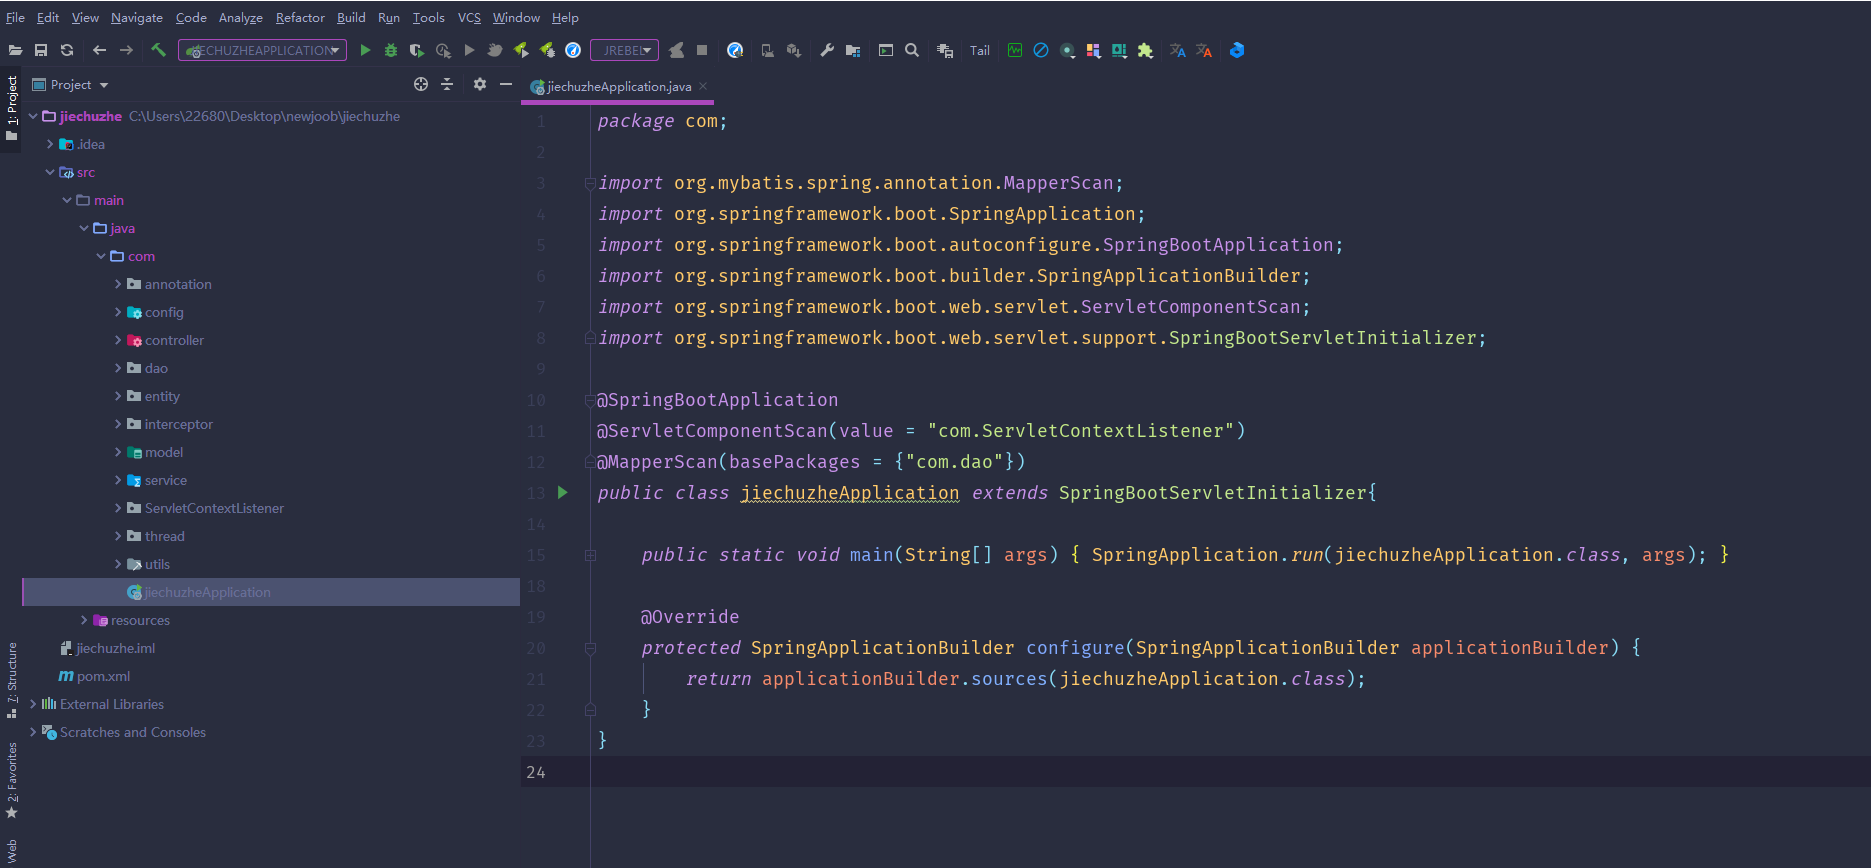 File Edit View Navigate Code Analyze Refactor Build Run Tools VCS Window Help
JIECHUZHEAPPLICATION JREBEL Tail
1: Project
Project
jiechuzheApplication.java
jiechuzhe C:\Users\22680\Desktop\newjoob\jiechuzhe
.idea
src
main
java
com
annotation
config
controller
dao
entity
interceptor
model
service
ServletContextListener
thread
utils
jiechuzheApplication
resources
jiechuzhe.iml
pom.xml
External Libraries
Scratches and Consoles
7: Structure
2: Favorites
Web
1 package com;
2
3 import org.mybatis.spring.annotation.MapperScan;
4 import org.springframework.boot.SpringApplication;
5 import org.springframework.boot.autoconfigure.SpringBootApplication;
6 import org.springframework.boot.builder.SpringApplicationBuilder;
7 import org.springframework.boot.web.servlet.ServletComponentScan;
8 import org.springframework.boot.web.servlet.support.SpringBootServletInitializer;
9
10 @SpringBootApplication
11 @ServletComponentScan(value = "com.ServletContextListener")
12 @MapperScan(basePackages = {"com.dao"})
13 public class jiechuzheApplication extends SpringBootServletInitializer{
14
15 public static void main(String[] args) { SpringApplication.run(jiechuzheApplication.class, args); }
18
19 @Override
20 protected SpringApplicationBuilder configure(SpringApplicationBuilder applicationBuilder) {
21 return applicationBuilder.sources(jiechuzheApplication.class);
22 }
23 }
24